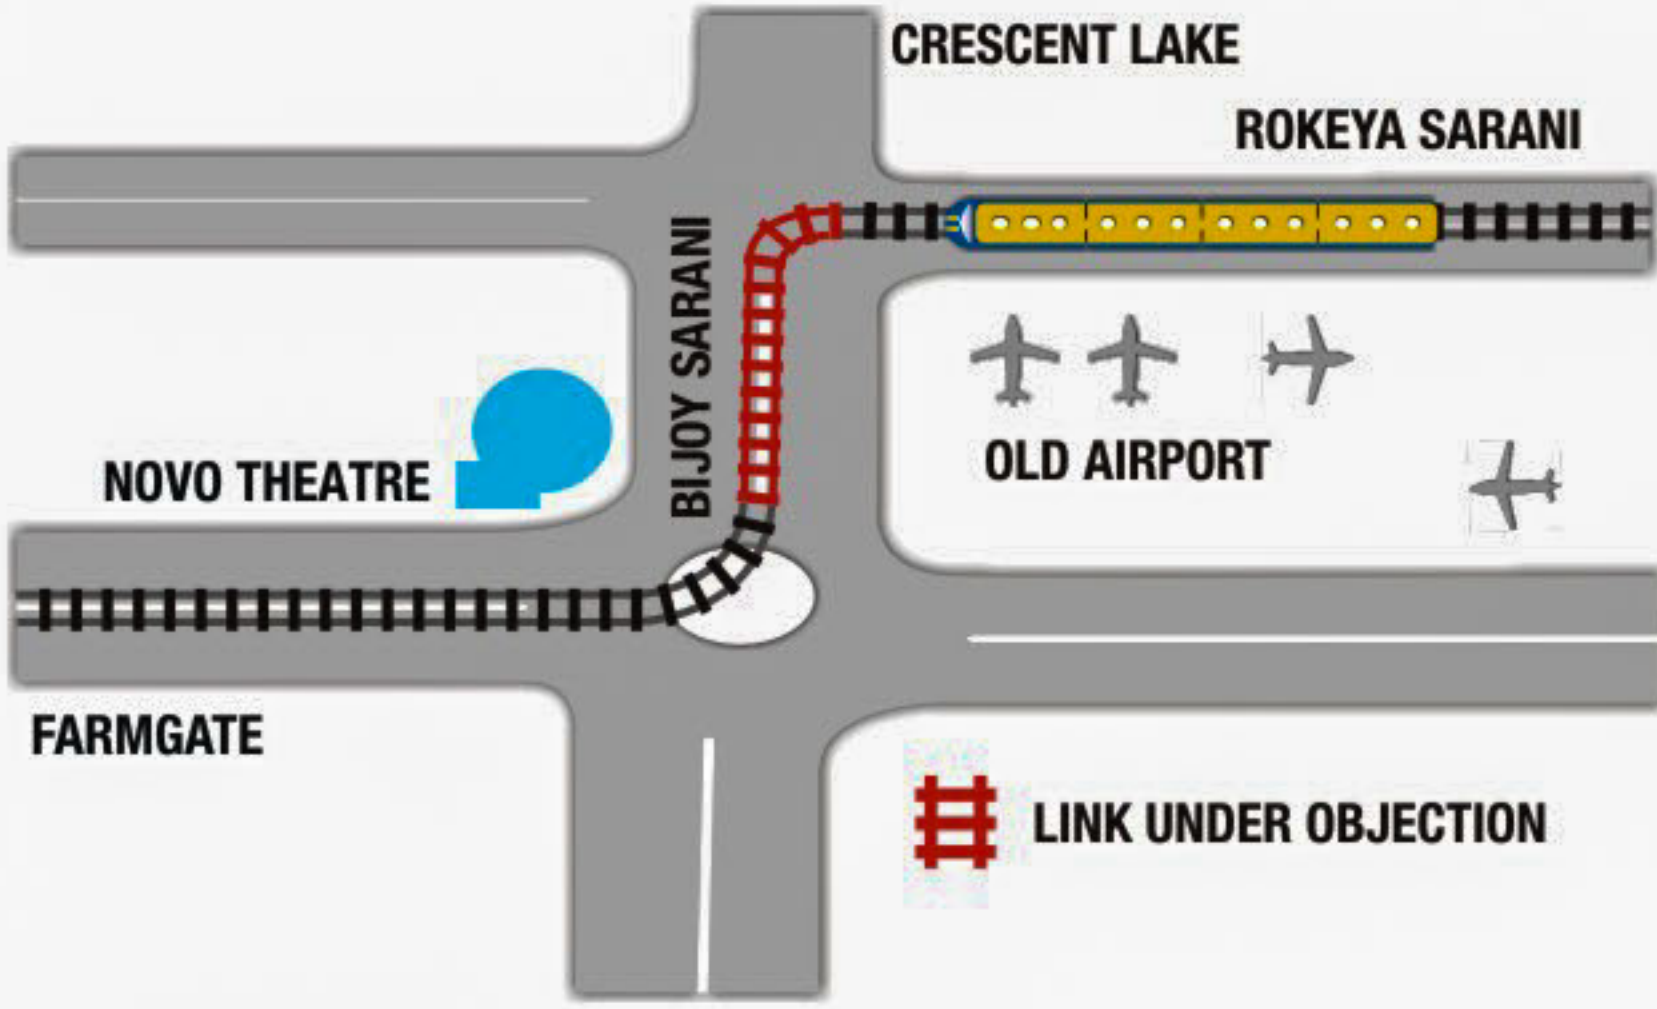 CRESCENT LAKE
ROKEYA SARANI
BIJOY SARANI
NOVO THEATRE
OLD AIRPORT
FARMGATE
LINK UNDER OBJECTION